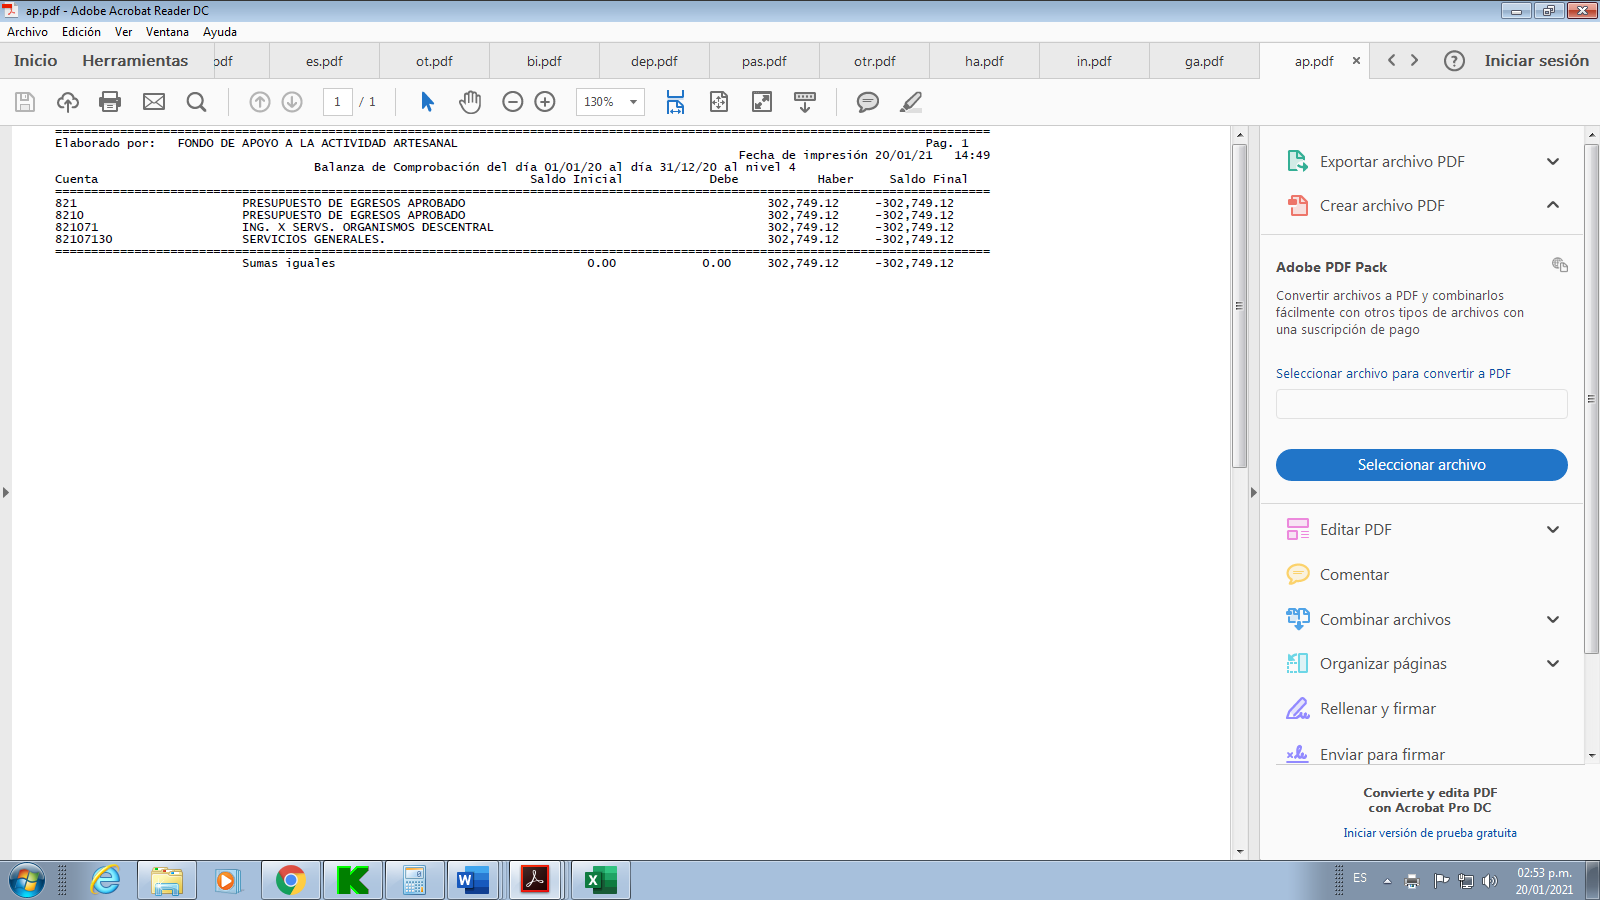 ap.pdf - Adobe Acrobat Reader DC
Archivo Edición Ver Ventana Ayuda
Inicio Herramientas pdf es.pdf ot.pdf bi.pdf dep.pdf pas.pdf otr.pdf ha.pdf in.pdf ga.pdf ap.pdf × ? Iniciar sesión
1 / 1 130%
Elaborado por: FONDO DE APOYO A LA ACTIVIDAD ARTESANAL Pag. 1
Fecha de impresión 20/01/21 14:49
Balanza de Comprobación del día 01/01/20 al día 31/12/20 al nivel 4
Cuenta Saldo Inicial Debe Haber Saldo Final
821 PRESUPUESTO DE EGRESOS APROBADO 302,749.12 -302,749.12
8210 PRESUPUESTO DE EGRESOS APROBADO 302,749.12 -302,749.12
821071 ING. X SERVS. ORGANISMOS DESCENTRAL 302,749.12 -302,749.12
82107130 SERVICIOS GENERALES. 302,749.12 -302,749.12
Sumas iguales 0.00 0.00 302,749.12 -302,749.12
Exportar archivo PDF
Crear archivo PDF
Adobe PDF Pack
Convertir archivos a PDF y combinarlos
fácilmente con otros tipos de archivos con
una suscripción de pago
Seleccionar archivo para convertir a PDF
Seleccionar archivo
Editar PDF
Comentar
Combinar archivos
Organizar páginas
Rellenar y firmar
Enviar para firmar
Convierte y edita PDF
con Acrobat Pro DC
Iniciar versión de prueba gratuita
ES
02:53 p.m.
20/01/2021